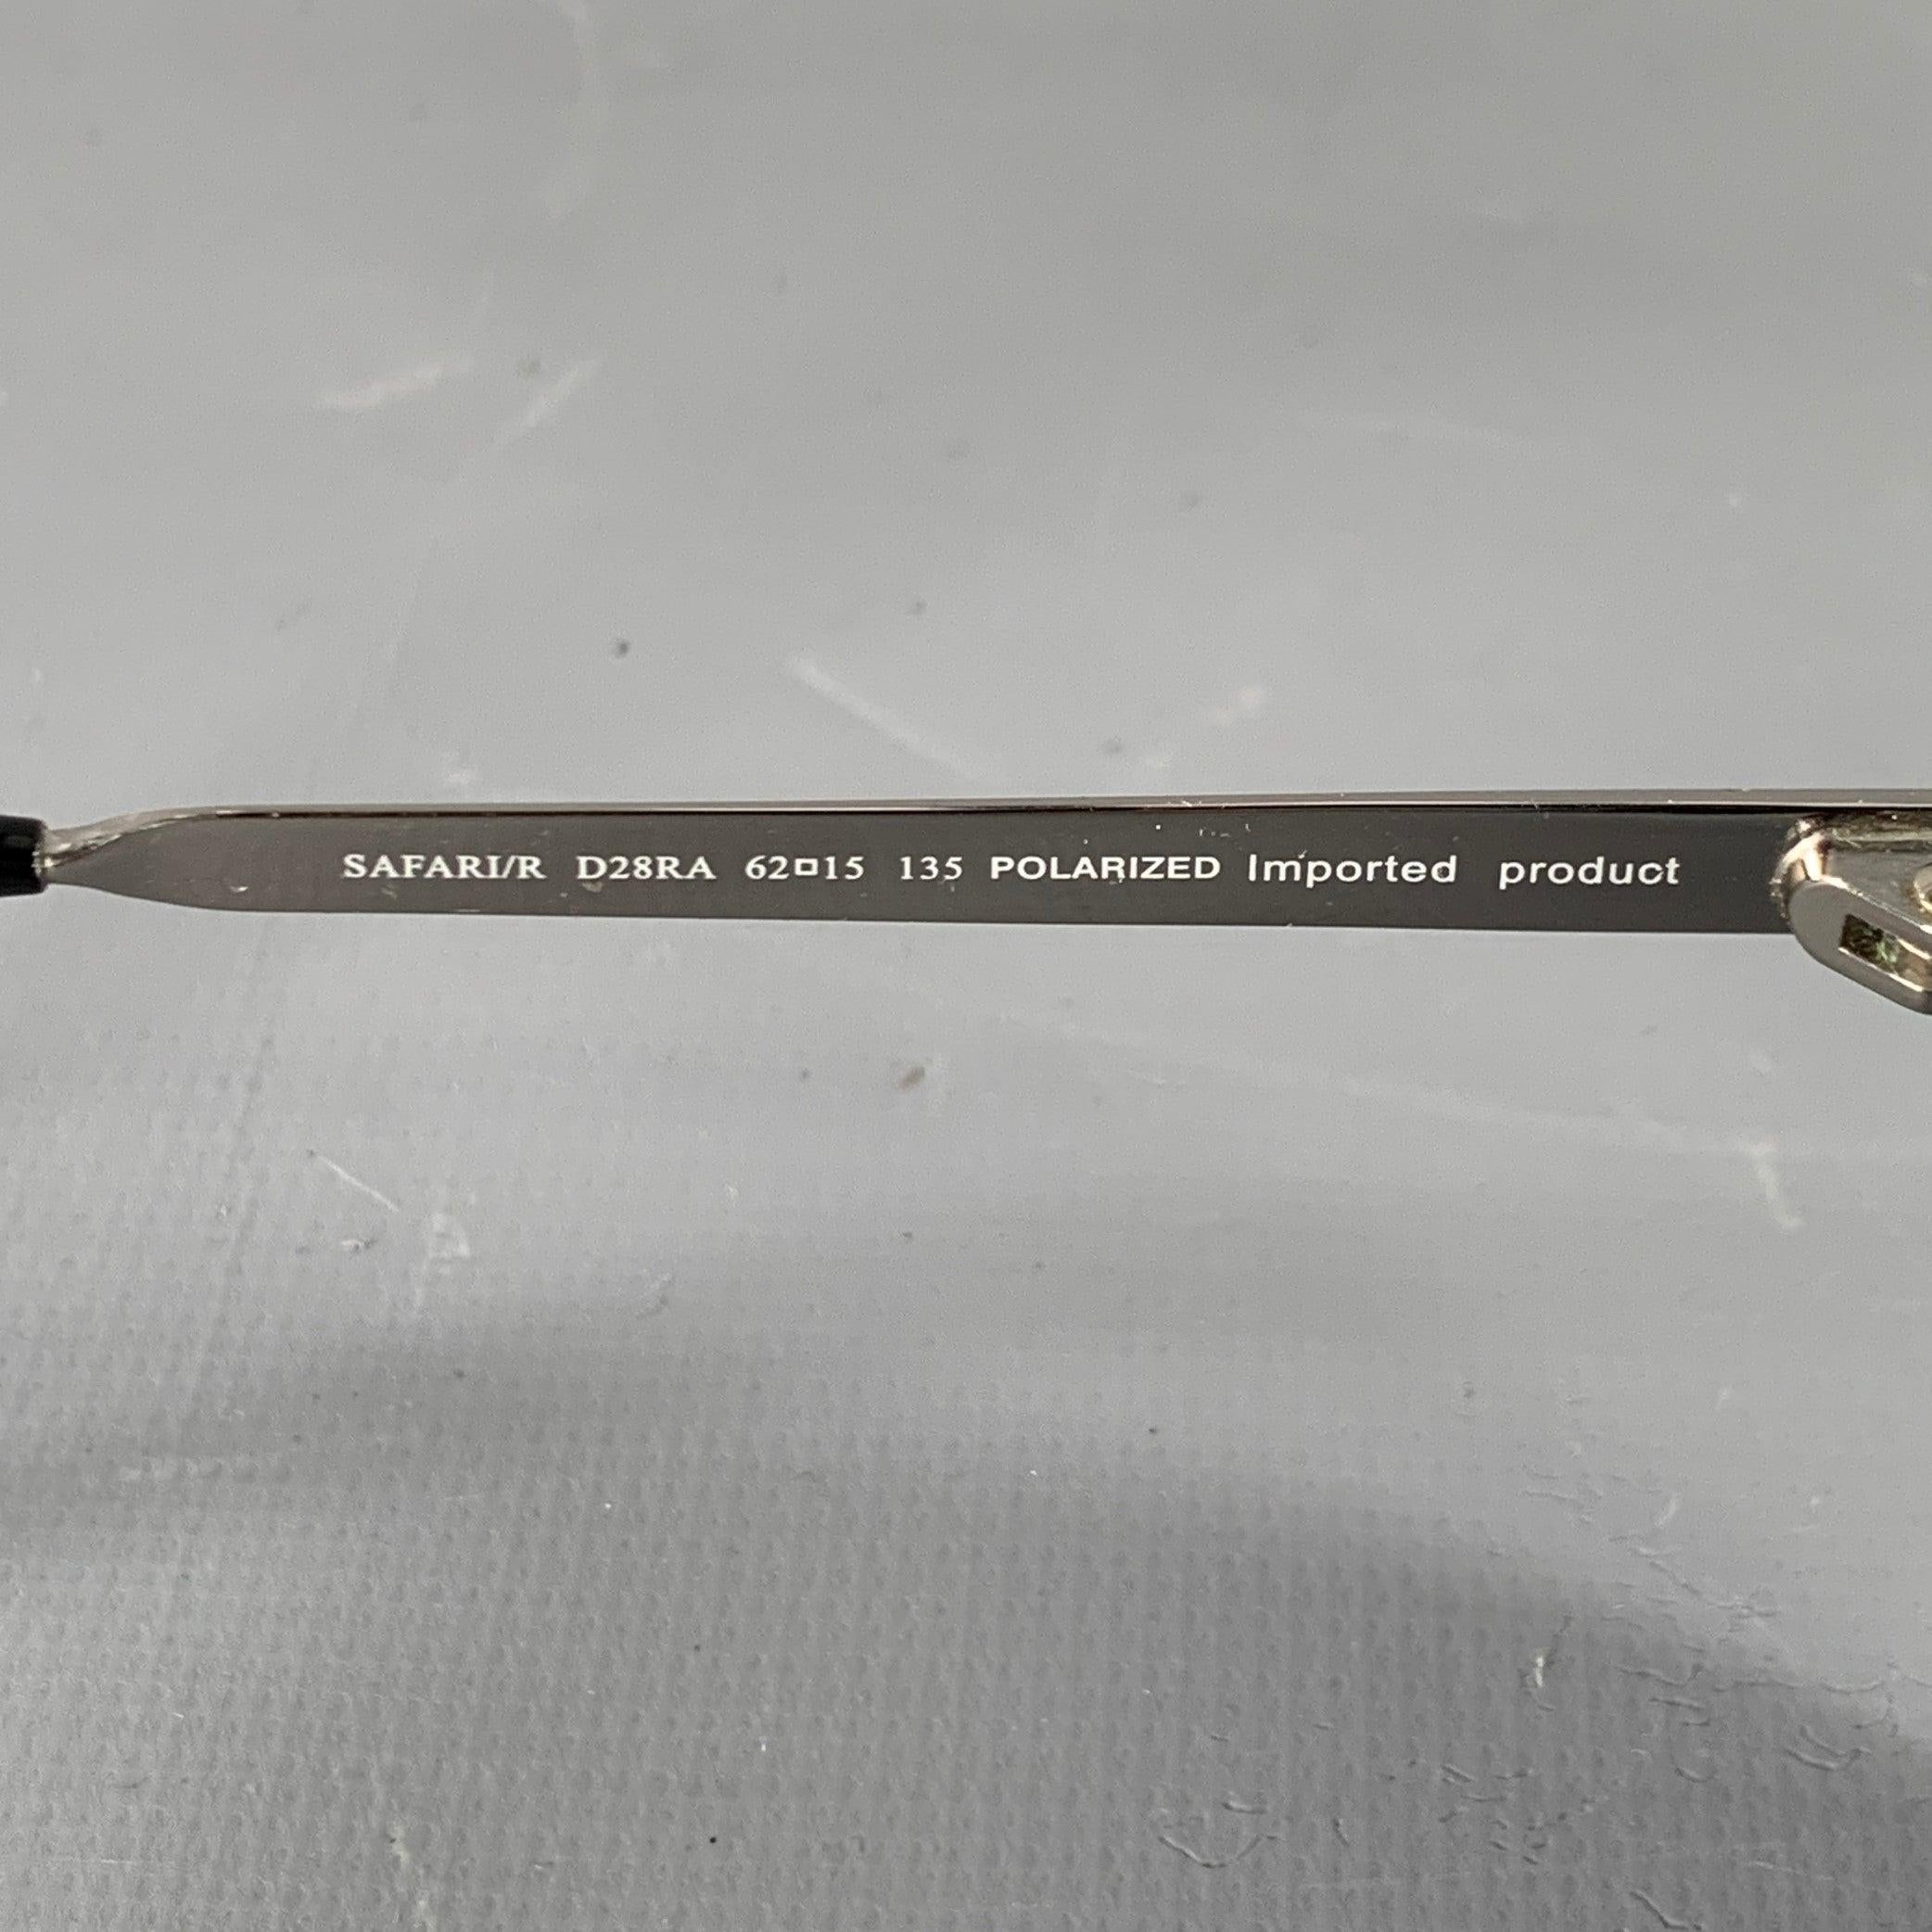 SAFARI/R D28RA 62□15 135 POLARIZED Imported product